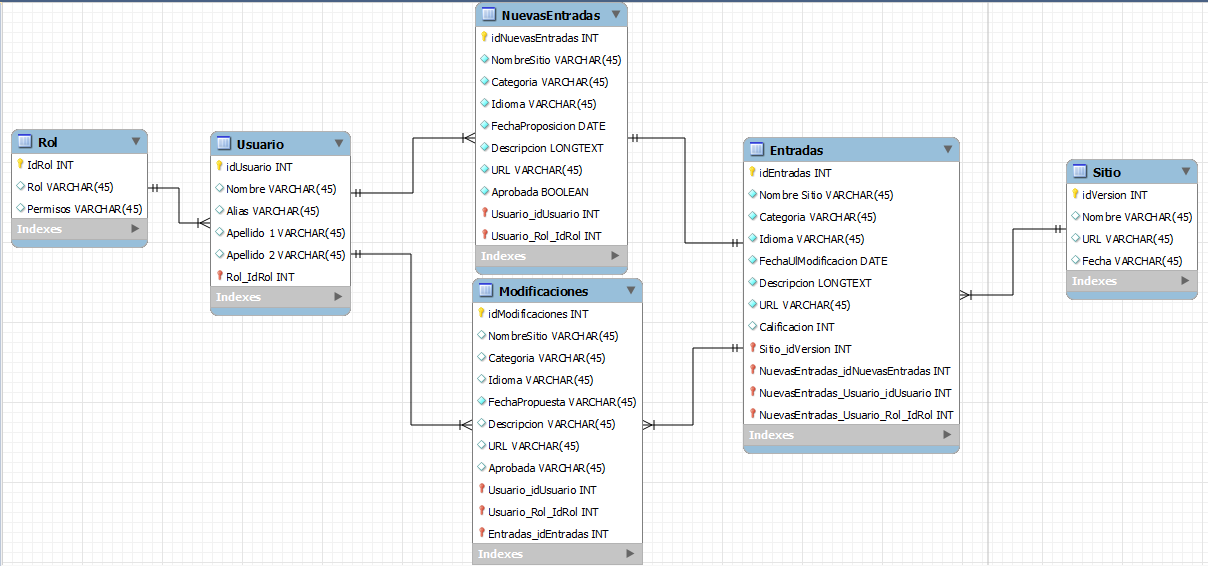 Rol
IdRol INT
Rol VARCHAR(45)
Permisos VARCHAR(45)
Indexes
Usuario
idUsuario INT
Nombre VARCHAR(45)
Alias VARCHAR(45)
Apellido 1 VARCHAR(45)
Apellido 2 VARCHAR(45)
Rol_IdRol INT
Indexes
NuevasEntradas
idNuevasEntradas INT
NombreSitio VARCHAR(45)
Categoria VARCHAR(45)
Idioma VARCHAR(45)
FechaProposicion DATE
Descripcion LONGTEXT
URL VARCHAR(45)
Aprobada BOOLEAN
Usuario_idUsuario INT
Usuario_Rol_IdRol INT
Indexes
Modificaciones
idModificaciones INT
NombreSitio VARCHAR(45)
Categoria VARCHAR(45)
Idioma VARCHAR(45)
FechaPropuesta VARCHAR(45)
Descripcion VARCHAR(45)
URL VARCHAR(45)
Aprobada VARCHAR(45)
Usuario_idUsuario INT
Usuario_Rol_IdRol INT
Entradas_idEntradas INT
Indexes
Entradas
idEntradas INT
Nombre Sitio VARCHAR(45)
Categoria VARCHAR(45)
Idioma VARCHAR(45)
FechaUlModificacion DATE
Descripcion LONGTEXT
URL VARCHAR(45)
Calificacion INT
Sitio_idVersion INT
NuevasEntradas_idNuevasEntradas INT
NuevasEntradas_Usuario_idUsuario INT
NuevasEntradas_Usuario_Rol_IdRol INT
Indexes
Sitio
idVersion INT
Nombre VARCHAR(45)
URL VARCHAR(45)
Fecha VARCHAR(45)
Indexes